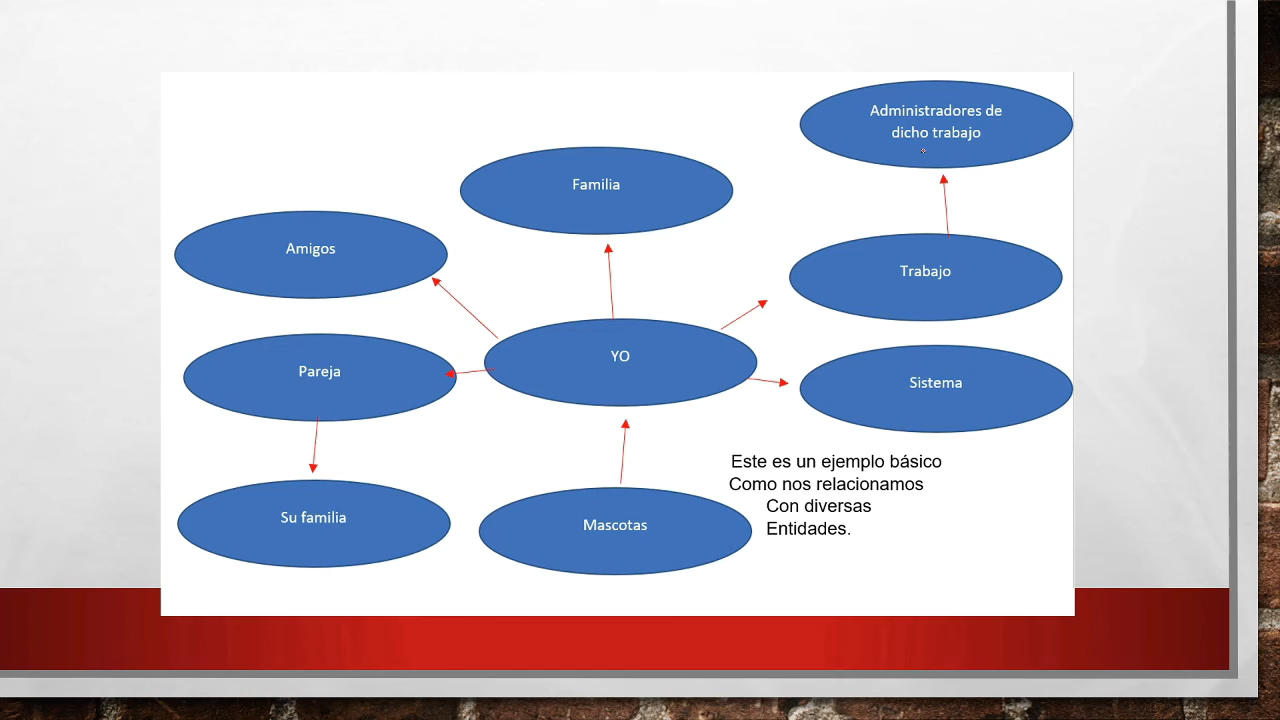 Administradores de
dicho trabajo
Familia
Amigos
Trabajo
YO
Pareja
Sistema
Este es un ejemplo básico
Como nos relacionamos
Con diversas
Entidades.
Su familia
Mascotas